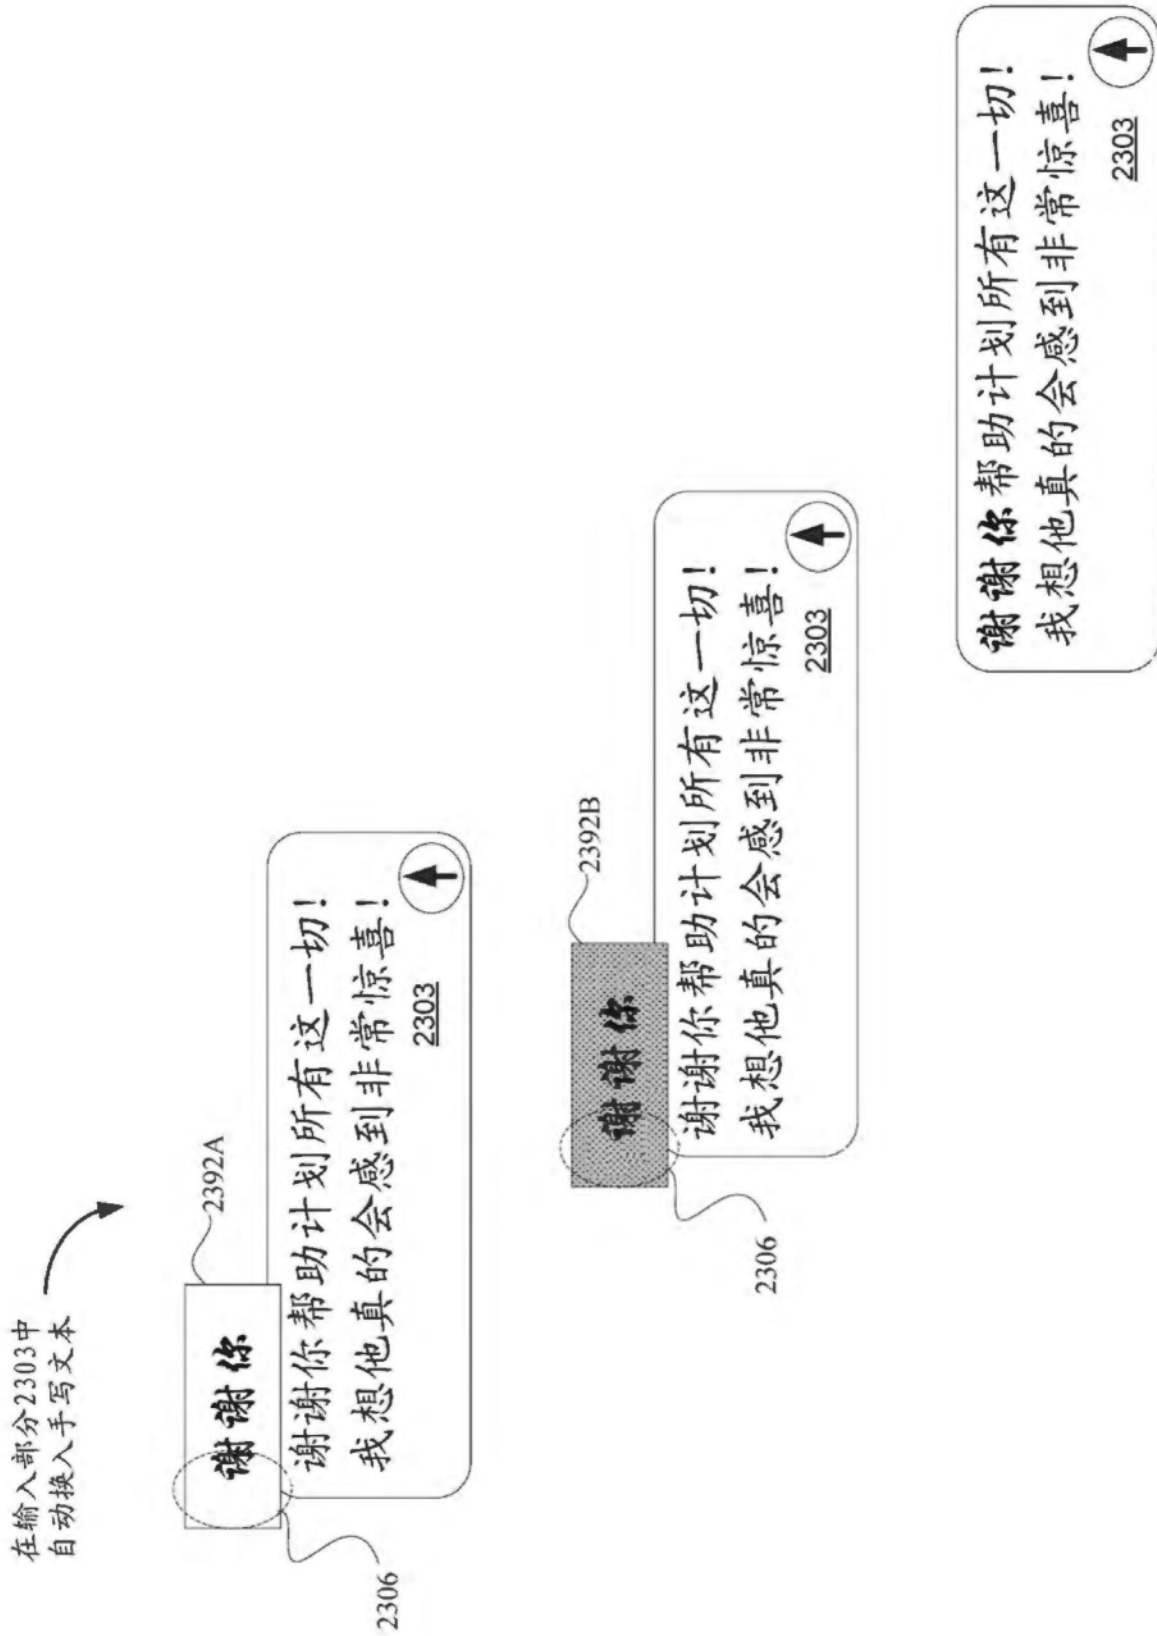 在输入部分2303中
自动换入手写文本
2392A
谢谢你
谢谢你帮助计划所有这一切!
我想他真的会感到非常惊喜!
2303
2306
2392B
谢谢你
谢谢你帮助计划所有这一切!
我想他真的会感到非常惊喜!
2303
2306
谢谢你帮助计划所有这一切!
我想他真的会感到非常惊喜!
2303